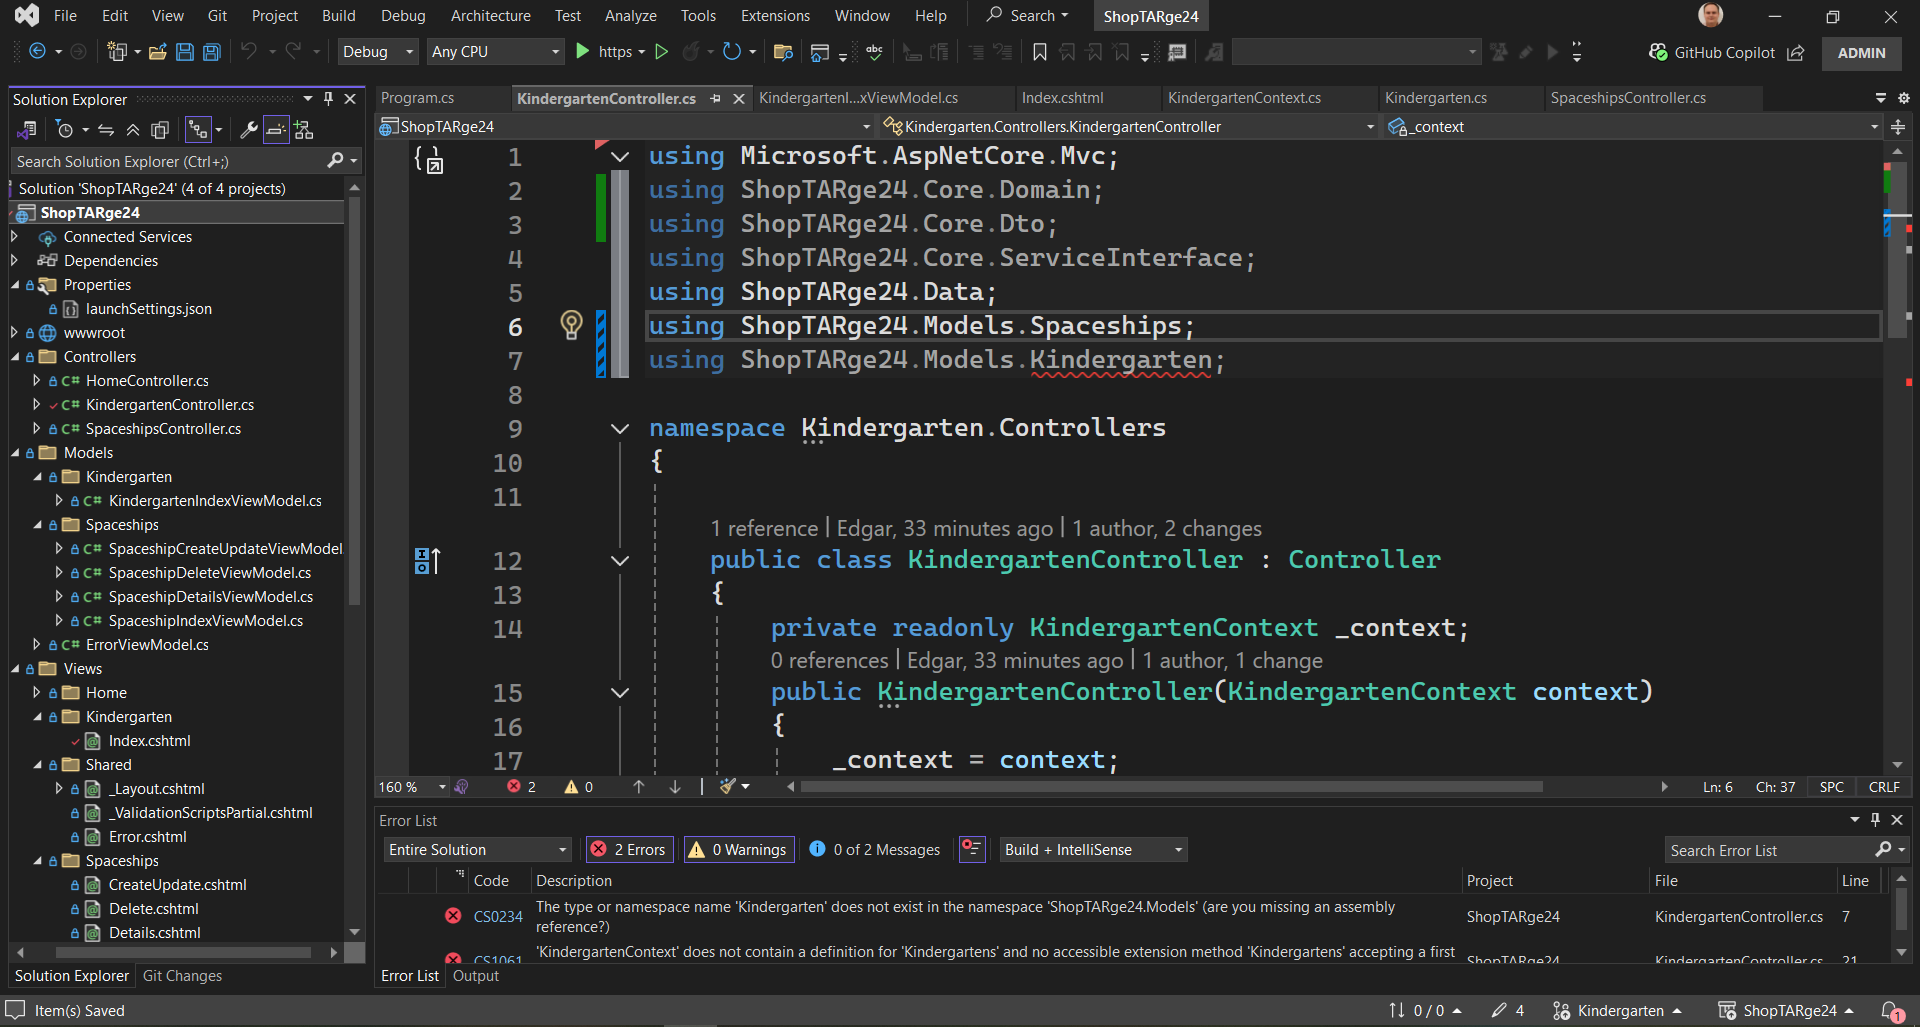 File Edit View Git Project Build Debug Architecture Test Analyze Tools Extensions Window Help Search ShopTARge24
Debug Any CPU https abc GitHub Copilot ADMIN
Solution Explorer
Search Solution Explorer (Ctrl+;)
Solution 'ShopTARge24' (4 of 4 projects)
ShopTARge24
Connected Services
Dependencies
Properties
launchSettings.json
wwwroot
Controllers
C# HomeController.cs
C# KindergartenController.cs
C# SpaceshipsController.cs
Models
Kindergarten
C# KindergartenIndexViewModel.cs
Spaceships
C# SpaceshipCreateUpdateViewModel.
C# SpaceshipDeleteViewModel.cs
C# SpaceshipDetailsViewModel.cs
C# SpaceshipIndexViewModel.cs
C# ErrorViewModel.cs
Views
Home
Kindergarten
Index.cshtml
Shared
_Layout.cshtml
_ValidationScriptsPartial.cshtml
Error.cshtml
Spaceships
CreateUpdate.cshtml
Delete.cshtml
Details.cshtml
Solution Explorer Git Changes
Program.cs KindergartenController.cs KindergartenI...xViewModel.cs Index.cshtml KindergartenContext.cs Kindergarten.cs SpaceshipsController.cs
ShopTARge24 Kindergarten.Controllers.KindergartenController _context
1 using Microsoft.AspNetCore.Mvc;
2 using ShopTARge24.Core.Domain;
3 using ShopTARge24.Core.Dto;
4 using ShopTARge24.Core.ServiceInterface;
5 using ShopTARge24.Data;
6 using ShopTARge24.Models.Spaceships;
7 using ShopTARge24.Models.Kindergarten;
8
9 namespace Kindergarten.Controllers
10 {
11
1 reference | Edgar, 33 minutes ago | 1 author, 2 changes
12 public class KindergartenController : Controller
13 {
14 private readonly KindergartenContext _context;
0 references | Edgar, 33 minutes ago | 1 author, 1 change
15 public KindergartenController(KindergartenContext context)
16 {
17 _context = context;
160 % 2 0 Ln: 6 Ch: 37 SPC CRLF
Error List
Entire Solution 2 Errors 0 Warnings 0 of 2 Messages Build + IntelliSense Search Error List
Code Description Project File Line
CS0234 The type or namespace name 'Kindergarten' does not exist in the namespace 'ShopTARge24.Models' (are you missing an assembly reference?) ShopTARge24 KindergartenController.cs 7
CS1061 'KindergartenContext' does not contain a definition for 'Kindergartens' and no accessible extension method 'Kindergartens' accepting a first ShopTARge24 KindergartenController.cs 21
Error List Output
Item(s) Saved 0 / 0 4 Kindergarten ShopTARge24 1